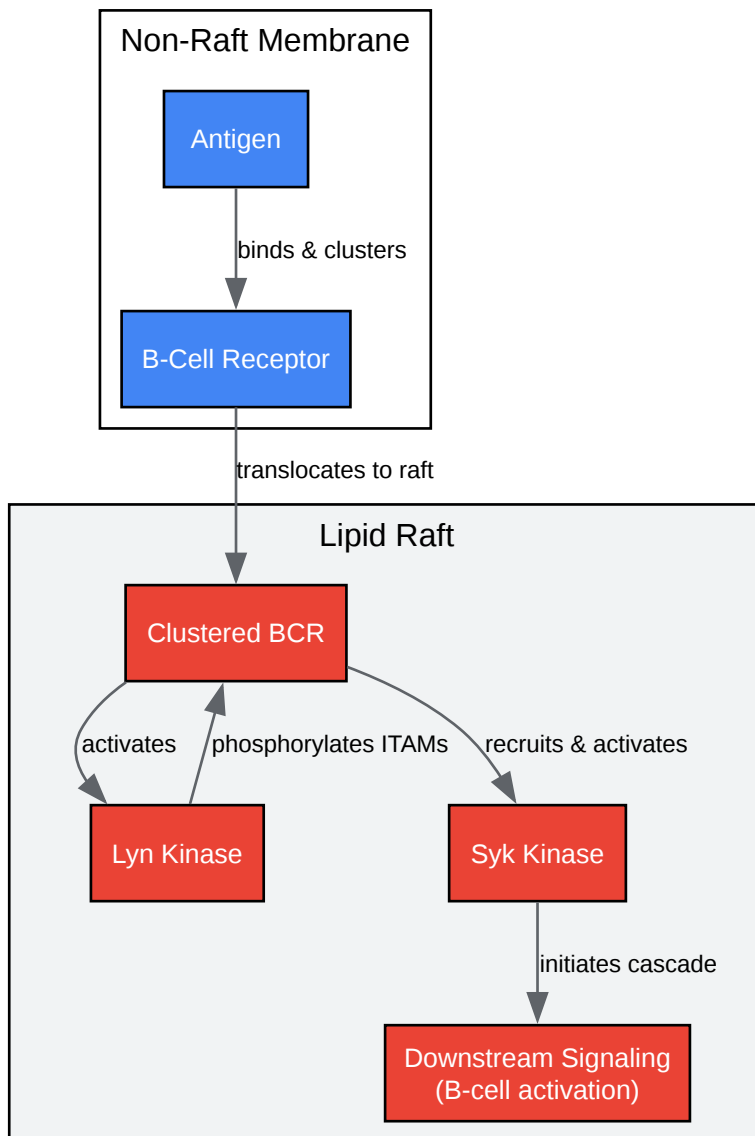 Non-Raft Membrane
Antigen
binds & clusters
B-Cell Receptor
translocates to raft
Lipid Raft
Clustered BCR
activates
phosphorylates ITAMs
recruits & activates
Lyn Kinase
Syk Kinase
initiates cascade
Downstream Signaling
(B-cell activation)